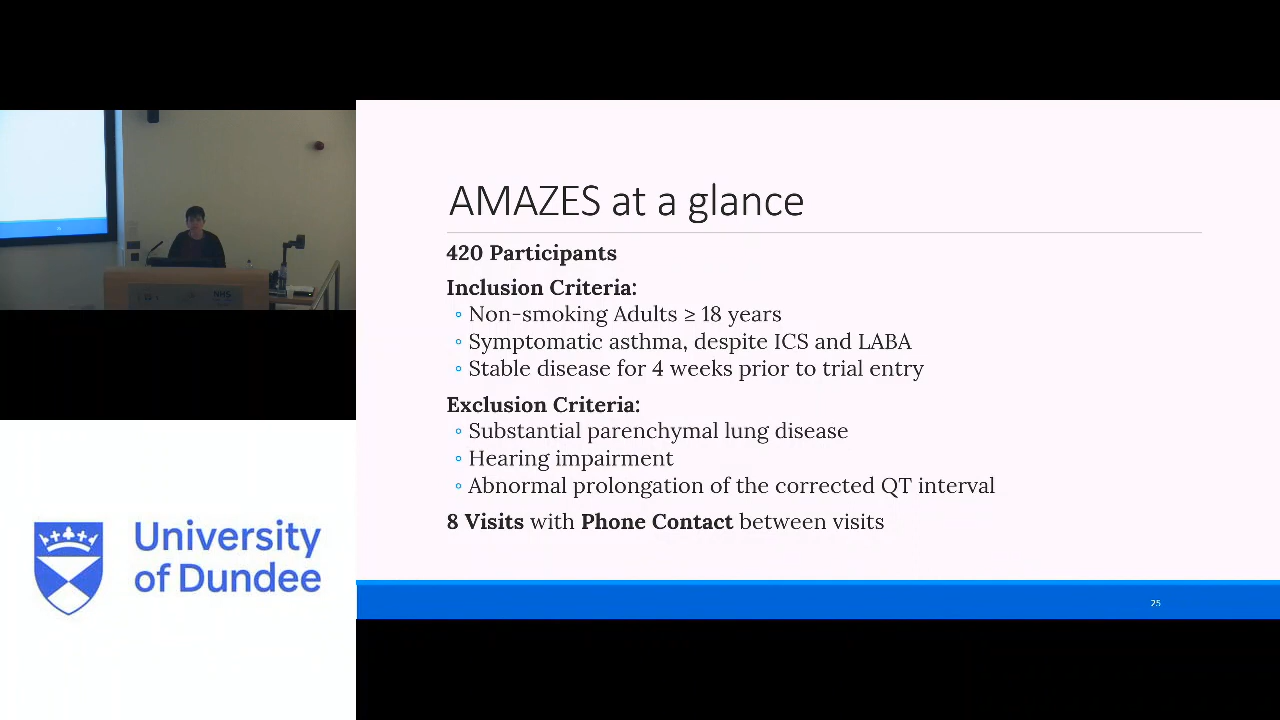 AMAZES at a glance
420 Participants
Inclusion Criteria:
◦ Non-smoking Adults ≥ 18 years
◦ Symptomatic asthma, despite ICS and LABA
◦ Stable disease for 4 weeks prior to trial entry
Exclusion Criteria:
◦ Substantial parenchymal lung disease
◦ Hearing impairment
◦ Abnormal prolongation of the corrected QT interval
8 Visits with Phone Contact between visits
25
NHS
University
of Dundee